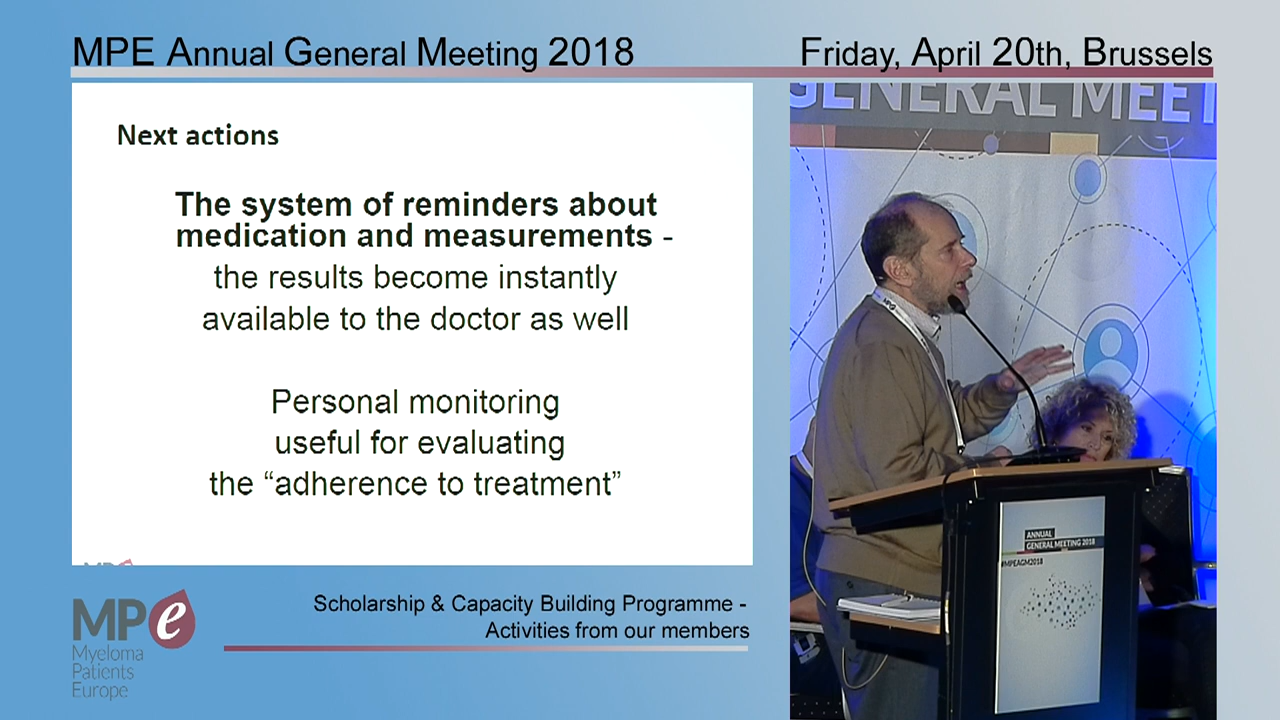 MPE Annual General Meeting 2018
Friday, April 20th, Brussels
Next actions
The system of reminders about
medication and measurements -
the results become instantly
available to the doctor as well
Personal monitoring
useful for evaluating
the “adherence to treatment”
GENERAL MEET
ANNUAL
GENERAL MEETING 2018
#MPEAGM2018
MPe
Myeloma
Patients
Europe
Scholarship & Capacity Building Programme -
Activities from our members